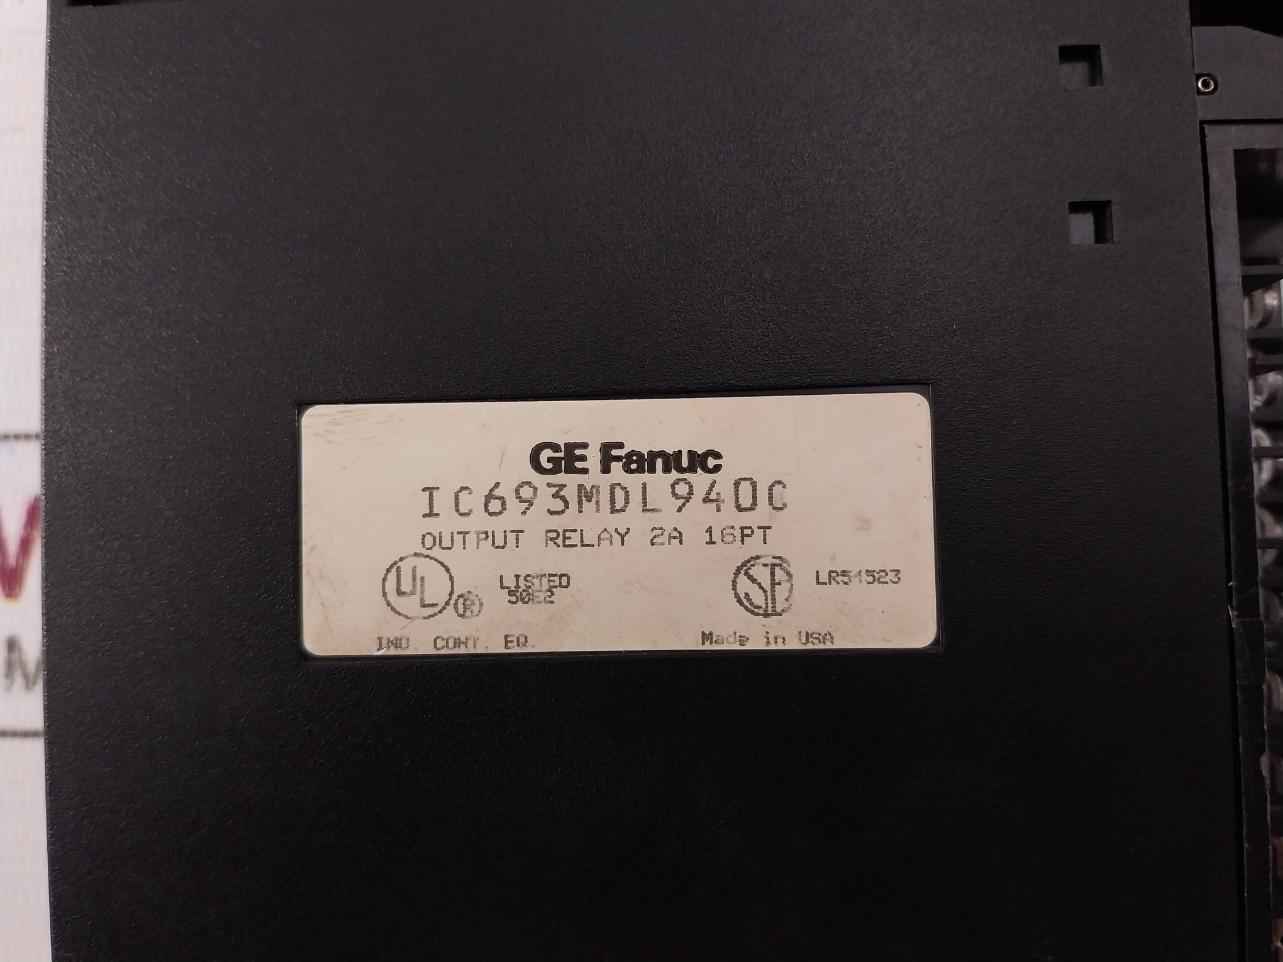 GE Fanuc
IC693MDL940C
OUTPUT RELAY 2A 16PT
UL® LISTED
50E2
LR54523
IND. CONT. EQ.
Made in USA